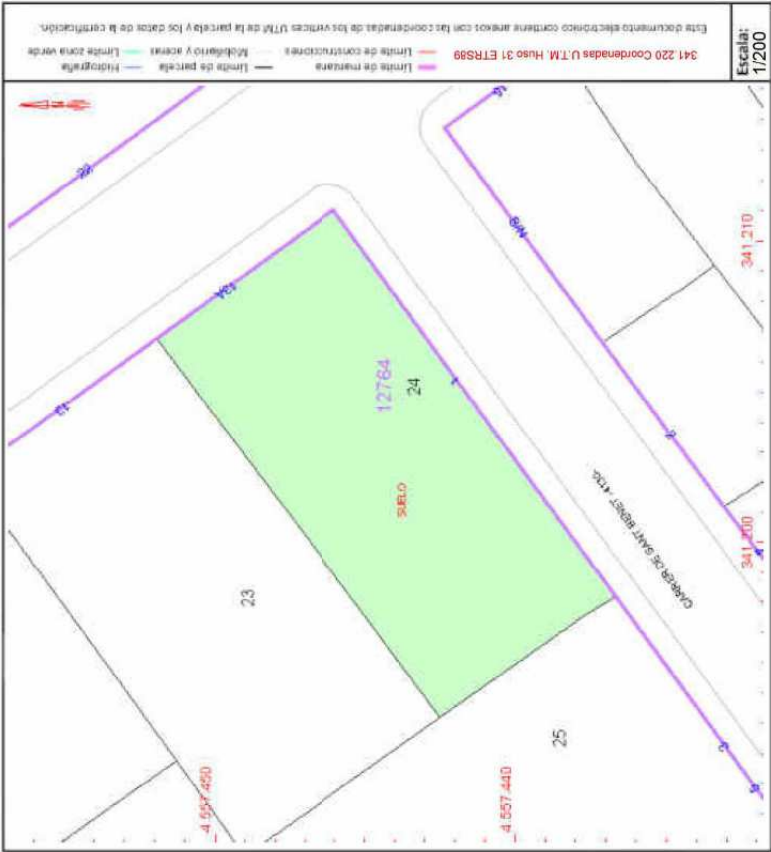 Este documento electrónico contiene anexos con las coordenadas de los vértices UTM de la parcela y los datos de la certificación.
341.220 Coordenadas U.T.M. Huso 31 ETRS89
Límite de manzana
Límite de construcciones
Límite de parcela
Mobiliario y aceras
Hidrografía
Límite zona verde
Escala:
1/200
N
13A
13
341.210
12764
24
1
SUELO
CARRER DE SANT BENET
341.200
23
25
4.557.450
4.557.440